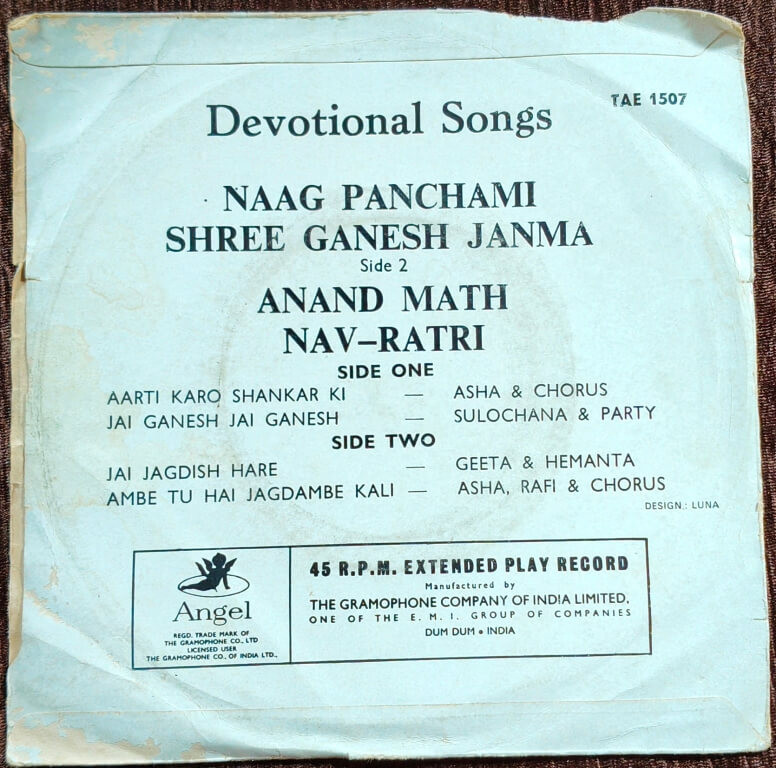 TAE 1507
Devotional Songs
NAAG PANCHAMI
SHREE GANESH JANMA
Side 2
ANAND MATH
NAV-RATRI
SIDE ONE
AARTI KARO SHANKAR KI — ASHA & CHORUS
JAI GANESH JAI GANESH — SULOCHANA & PARTY
SIDE TWO
JAI JAGDISH HARE — GEETA & HEMANTA
AMBE TU HAI JAGDAMBE KALI — ASHA, RAFI & CHORUS
DESIGN.: LUNA
Angel
REGD. TRADE MARK OF
THE GRAMOPHONE CO., LTD
LICENSED USER
THE GRAMOPHONE CO., OF INDIA LTD.,
45 R.P.M. EXTENDED PLAY RECORD
Manufactured by
THE GRAMOPHONE COMPANY OF INDIA LIMITED,
ONE OF THE E. M. I. GROUP OF COMPANIES
DUM DUM • INDIA